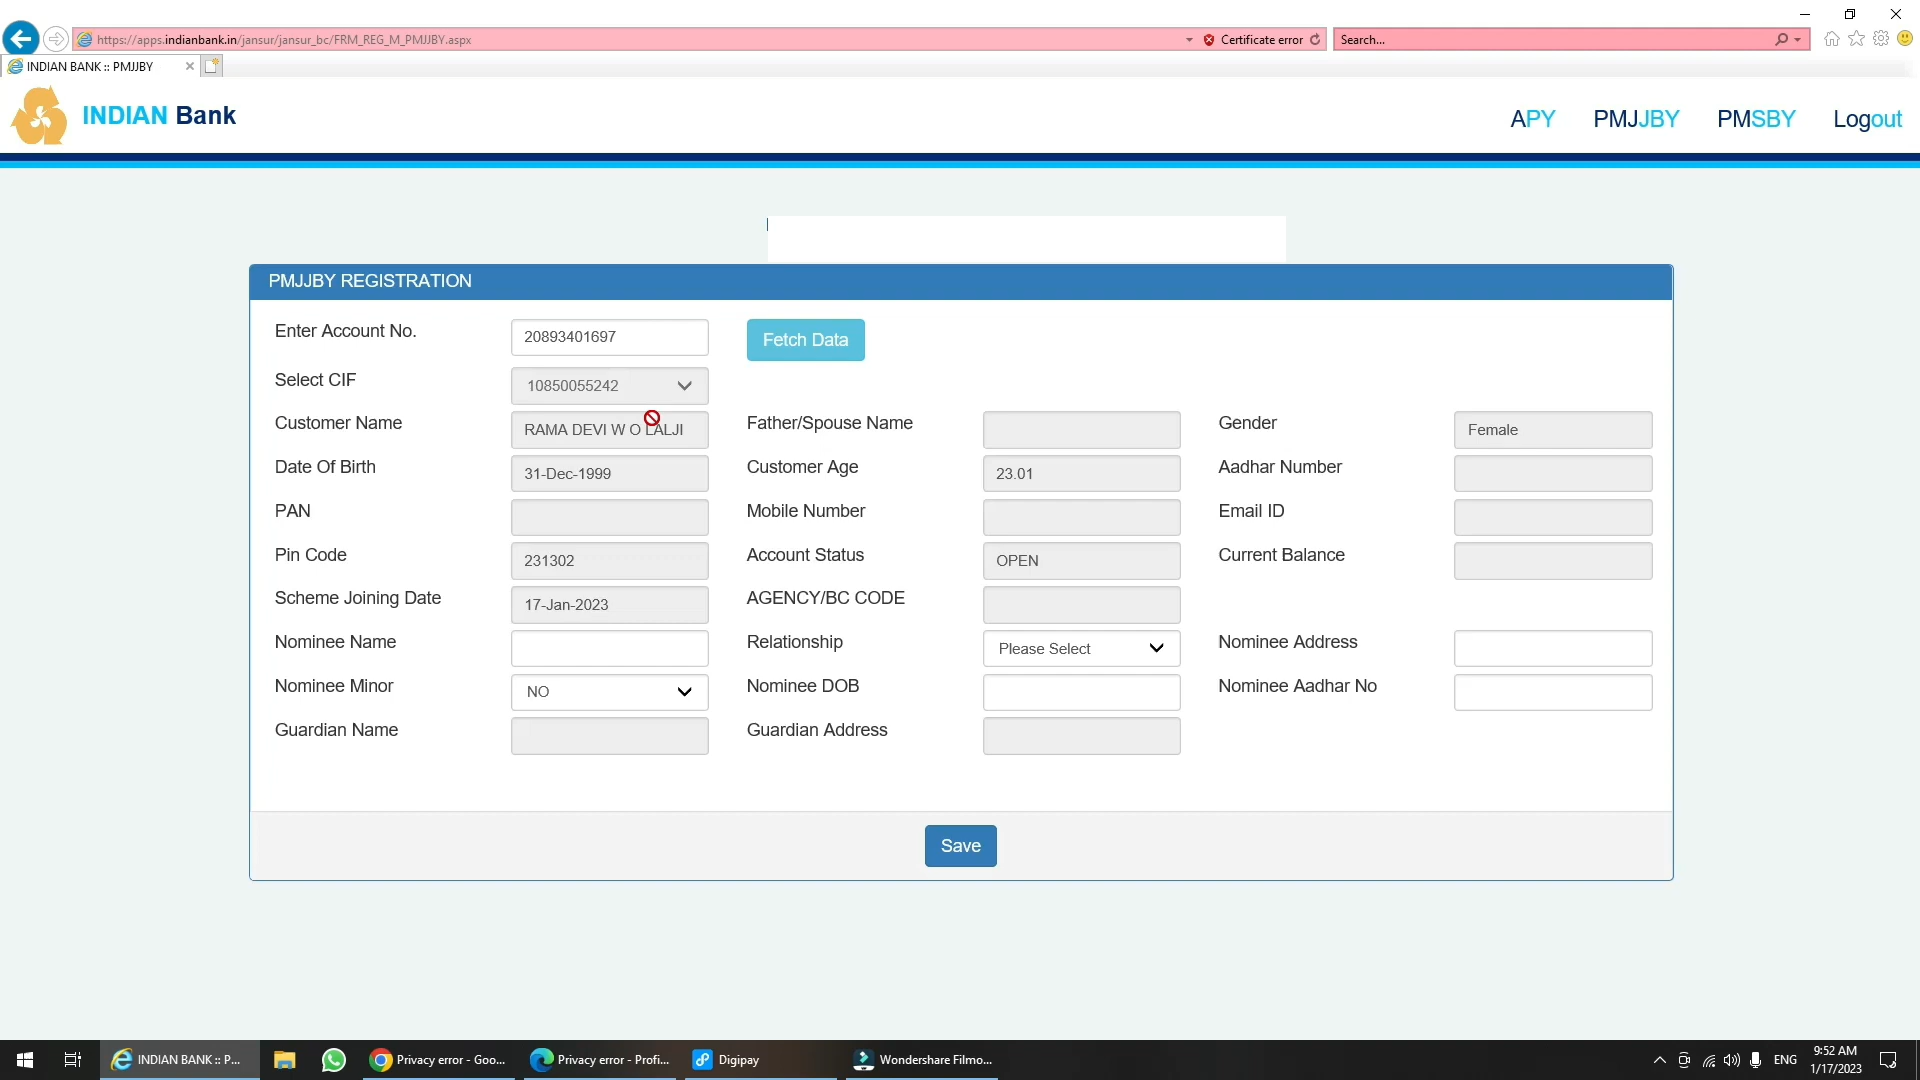 https://apps.indianbank.in/jansur/jansur_bc/FRM_REG_M_PMJJBY.aspx
Certificate error
Search...
INDIAN BANK :: PMJJBY
INDIAN Bank
APY PMJJBY PMSBY Logout
PMJJBY REGISTRATION
Enter Account No. 20893401697 Fetch Data
Select CIF 10850055242
Customer Name RAMA DEVI W O LALJI Father/Spouse Name Gender Female
Date Of Birth 31-Dec-1999 Customer Age 23.01 Aadhar Number
PAN Mobile Number Email ID
Pin Code 231302 Account Status OPEN Current Balance
Scheme Joining Date 17-Jan-2023 AGENCY/BC CODE
Nominee Name Relationship Please Select Nominee Address
Nominee Minor NO Nominee DOB Nominee Aadhar No
Guardian Name Guardian Address
Save
INDIAN BANK :: P... Privacy error - Goo... Privacy error - Profi... Digipay Wondershare Filmo... ENG
9:52 AM
1/17/2023